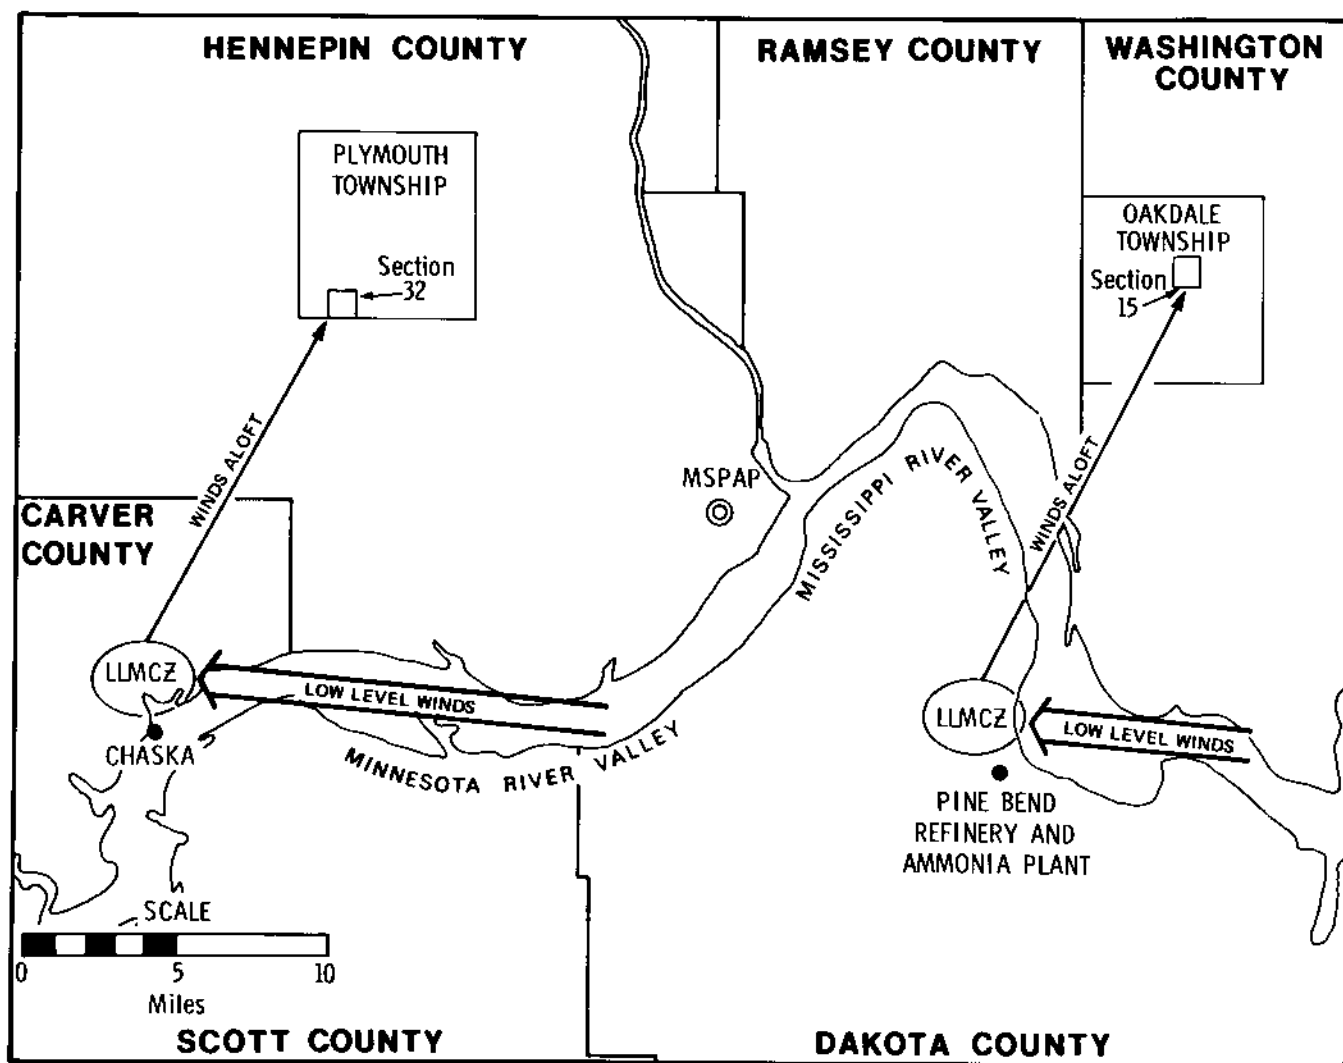 HENNEPIN COUNTY
RAMSEY COUNTY
WASHINGTON
COUNTY
PLYMOUTH
TOWNSHIP
Section
32
OAKDALE
TOWNSHIP
Section
15
WINDS ALOFT
WINDS ALOFT
MSPAP
MISSISSIPPI RIVER VALLEY
CARVER
COUNTY
LLMCZ
LOW LEVEL WINDS
CHASKA
MINNESOTA RIVER VALLEY
LLMCZ
LOW LEVEL WINDS
PINE BEND
REFINERY AND
AMMONIA PLANT
SCALE
0 5 10
Miles
SCOTT COUNTY
DAKOTA COUNTY